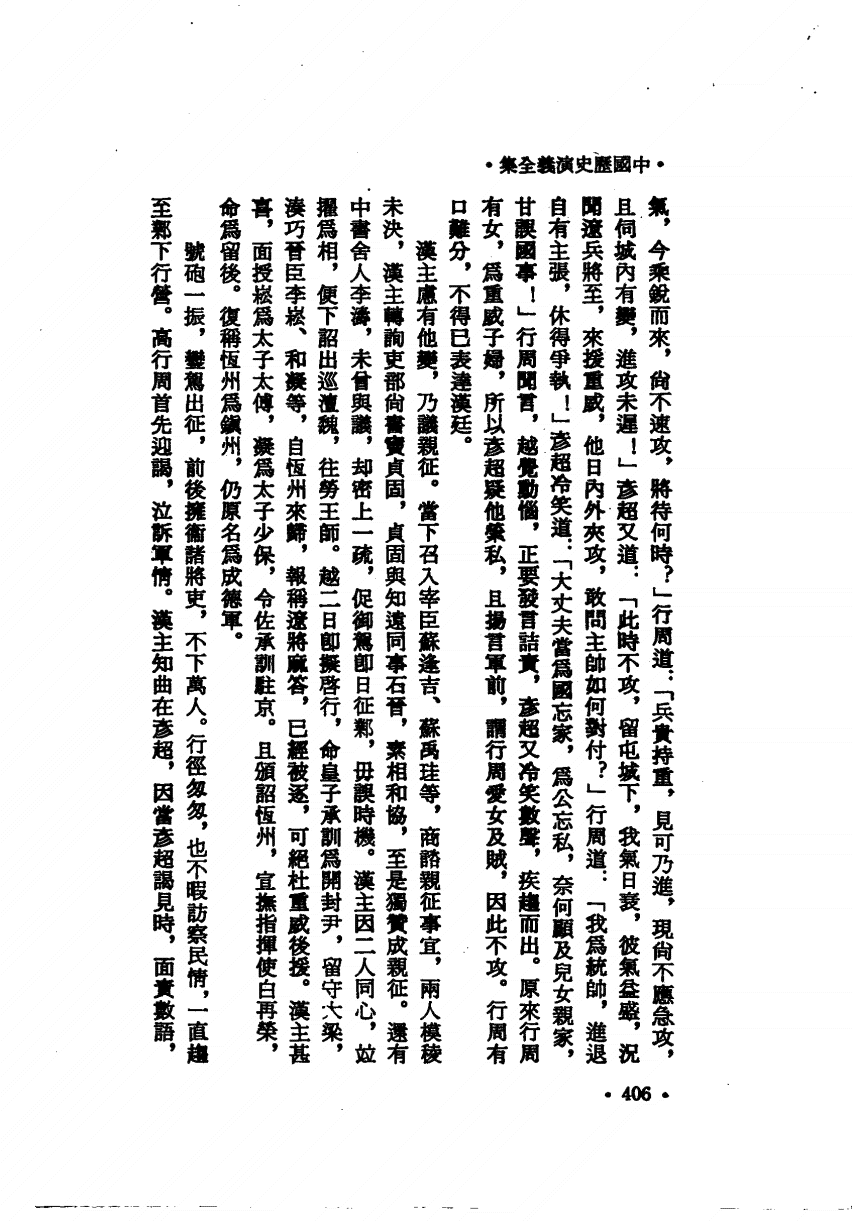 •中國歷史演義全集•
氣，今乘銳而來，尚不速攻，將待何時？」行周道：「兵貴持重，見可乃進，現尚不應急攻，
且伺城內有變，進攻未遲！」彥超又道：「此時不攻，留屯城下，我氣日衰，彼氣益盛，況
聞遼兵將至，來援重威，他日內外夾攻，敢問主帥如何對付？」行周道：「我爲統帥，進退
自有主張，休得爭執！」彥超冷笑道：「大丈夫當爲國忘家，爲公忘私，奈何顧及兒女親家，
甘誤國事！」行周聞言，越覺動惱，正要發言詰責，彥超又冷笑數聲，疾趨而出。原來行周
有女，爲重威子婦，所以彥超疑他縈私，且揚言軍前，謂行周愛女及賊，因此不攻。行周有
口難分，不得已表達漢廷。
漢主慮有他變，乃議親征。當下召入宰臣蘇逢吉、蘇禹珪等，商諮親征事宜，兩人模稜
未決，漢主轉詢吏部尚書竇貞固，貞固與知遠同事石晉，素相和協，至是獨贊成親征。還有
中書舍人李濤，未曾與議，却密上一疏，促御駕卽日征鄴，毋誤時機。漢主因二人同心，竝
擢爲相，便下詔出巡澶魏，往勞王師。越二日卽擬啓行，命皇子承訓爲開封尹，留守大梁，
湊巧晉臣李崧、和凝等，自恆州來歸，報稱遼將麻答，已經被逐，可絕杜重威後援。漢主甚
喜，面授崧爲太子太傅，凝爲太子少保，令佐承訓駐京。且頒詔恆州，宣撫指揮使白再榮，
命爲留後。復稱恆州爲鎭州，仍原名爲成德軍。
號砲一振，鑾駕出征，前後擁衞諸將吏，不下萬人。行徑匆匆，也不暇訪察民情，一直趨
至鄴下行營。高行周首先迎謁，泣訴軍情。漢主知曲在彥超，因當彥超謁見時，面責數語，
•406•